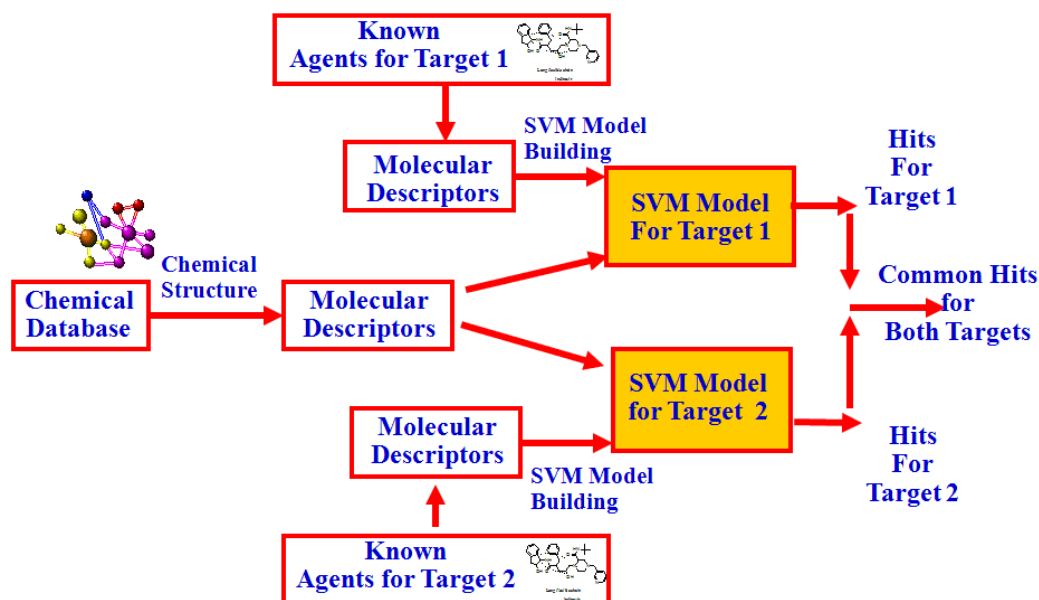 Known
Agents for Target 1
SVM Model
Building
Molecular
Descriptors
Hits
For
Target 1
SVM Model
For Target 1
Chemical
Structure
Chemical
Database
Molecular
Descriptors
Common Hits
for
Both Targets
SVM Model
for Target 2
Molecular
Descriptors
SVM Model
Building
Hits
For
Target 2
Known
Agents for Target 2